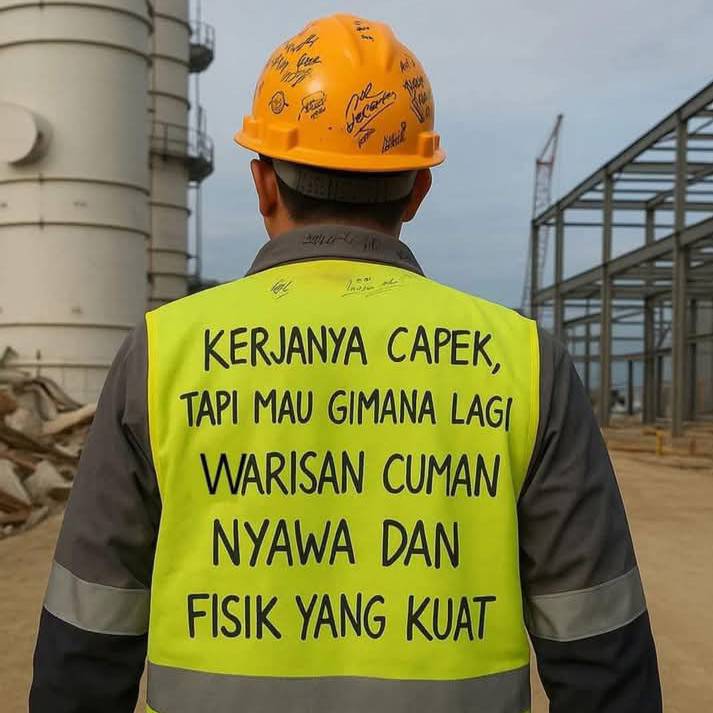 KERJANYA CAPEK,
TAPI MAU GIMANA LAGI
WARISAN CUMAN
NYAWA DAN
FISIK YANG KUAT